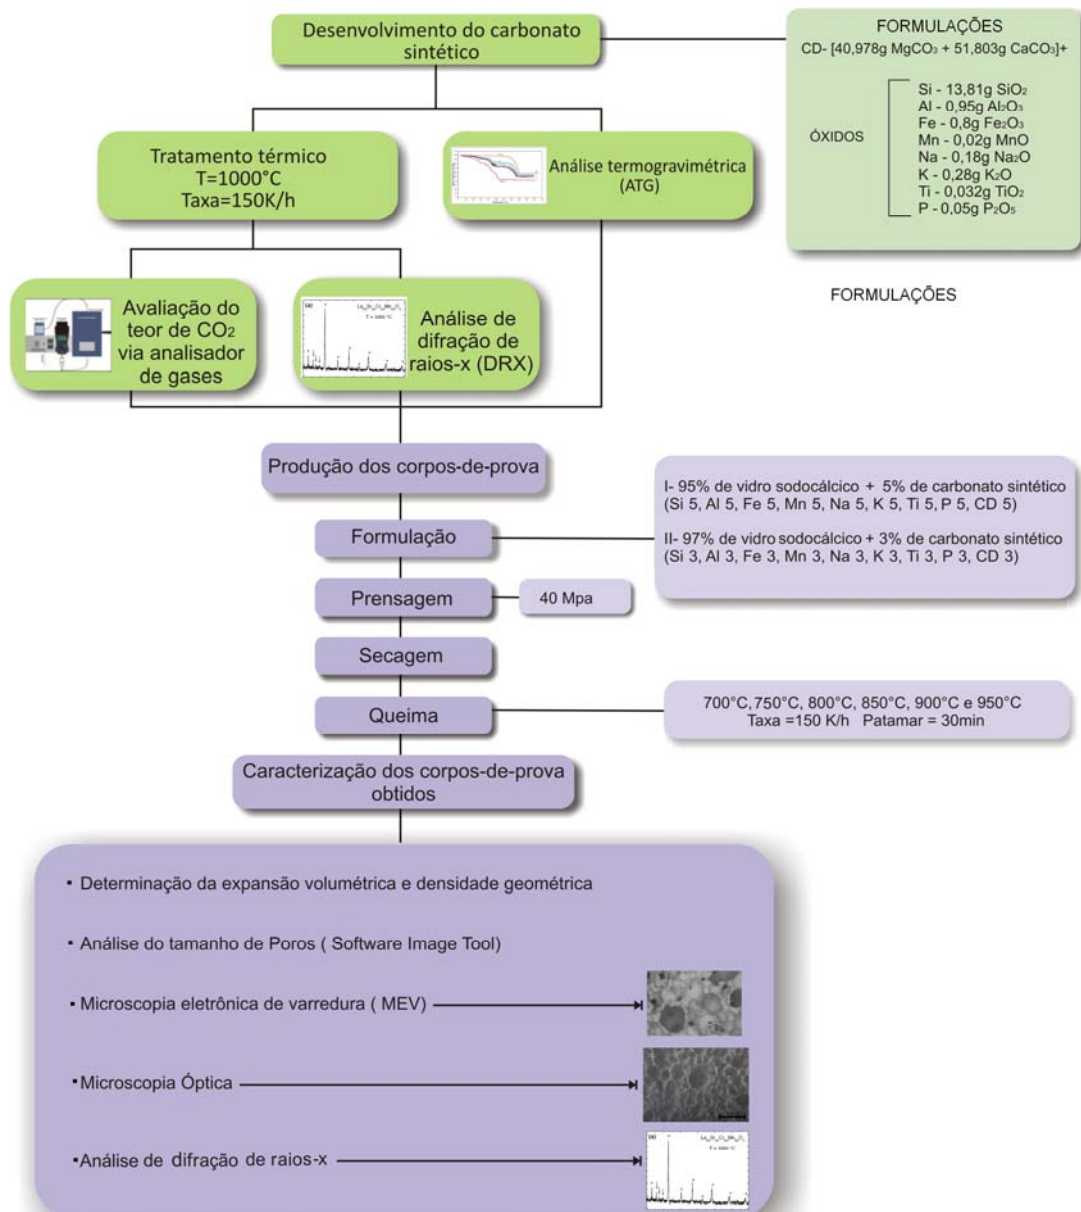 Desenvolvimento do carbonato
sintético
FORMULAÇÕES
CD- [40,978g MgCO₃ + 51,803g CaCO₃]+
ÓXIDOS
Si - 13,81g SiO₂
Al - 0,95g Al₂O₃
Fe - 0,8g Fe₂O₃
Mn - 0,02g MnO
Na - 0,18g Na₂O
K - 0,28g K₂O
Ti - 0,032g TiO₂
P - 0,05g P₂O₅
Tratamento térmico
T=1000°C
Taxa=150K/h
Análise termogravimétrica
(ATG)
FORMULAÇÕES
Avaliação do
teor de CO₂
via analisador
de gases
T = 1000 °C
Análise de
difração de
raios-x (DRX)
Produção dos corpos-de-prova
Formulação
I- 95% de vidro sodocálcico + 5% de carbonato sintético
(Si 5, Al 5, Fe 5, Mn 5, Na 5, K 5, Ti 5, P 5, CD 5)
II- 97% de vidro sodocálcico + 3% de carbonato sintético
(Si 3, Al 3, Fe 3, Mn 3, Na 3, K 3, Ti 3, P 3, CD 3)
Prensagem
40 Mpa
Secagem
Queima
700°C,750°C, 800°C, 850°C, 900°C e 950°C
Taxa =150 K/h Patamar = 30min
Caracterização dos corpos-de-prova
obtidos
• Determinação da expansão volumétrica e densidade geométrica
• Análise do tamanho de Poros ( Software Image Tool)
• Microscopia eletrônica de varredura ( MEV)
• Microscopia Óptica
• Análise de difração de raios-x
T = 1000 °C